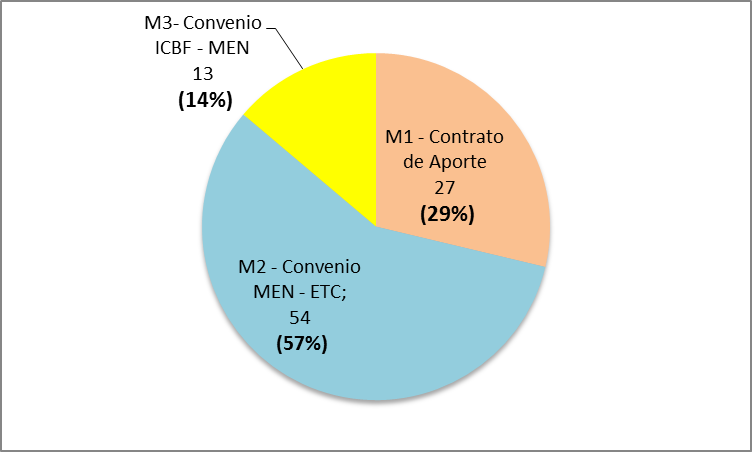 M3- Convenio
ICBF - MEN
13
(14%)
M1 - Contrato
de Aporte
27
(29%)
M2 - Convenio
MEN - ETC;
54
(57%)